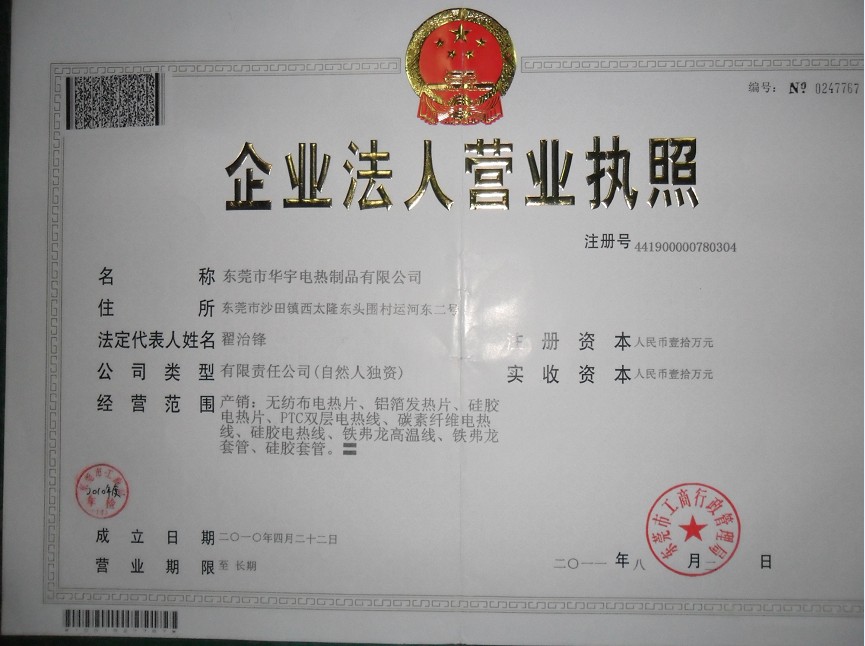 编号： № 0247767
企业法人营业执照
注册号 441900000780304
名 称 东莞市华宇电热制品有限公司
住 所 东莞市沙田镇西太隆东头围村运河东二号
法定代表人姓名 翟治锋
注 册 资 本 人民币壹拾万元
公 司 类 型 有限责任公司(自然人独资)
实 收 资 本 人民币壹拾万元
经 营 范 围 产销：无纺布电热片、铝箔发热片、硅胶
电热片、PTC双层电热线、碳素纤维电热
线、硅胶电热线、铁弗龙高温线、铁弗龙
套管、硅胶套管。
2010年度
东莞市工商行政管理局
成 立 日 期 二〇一〇年四月二十二日
营 业 期 限 至 长期
二〇一一 年 八 月 日